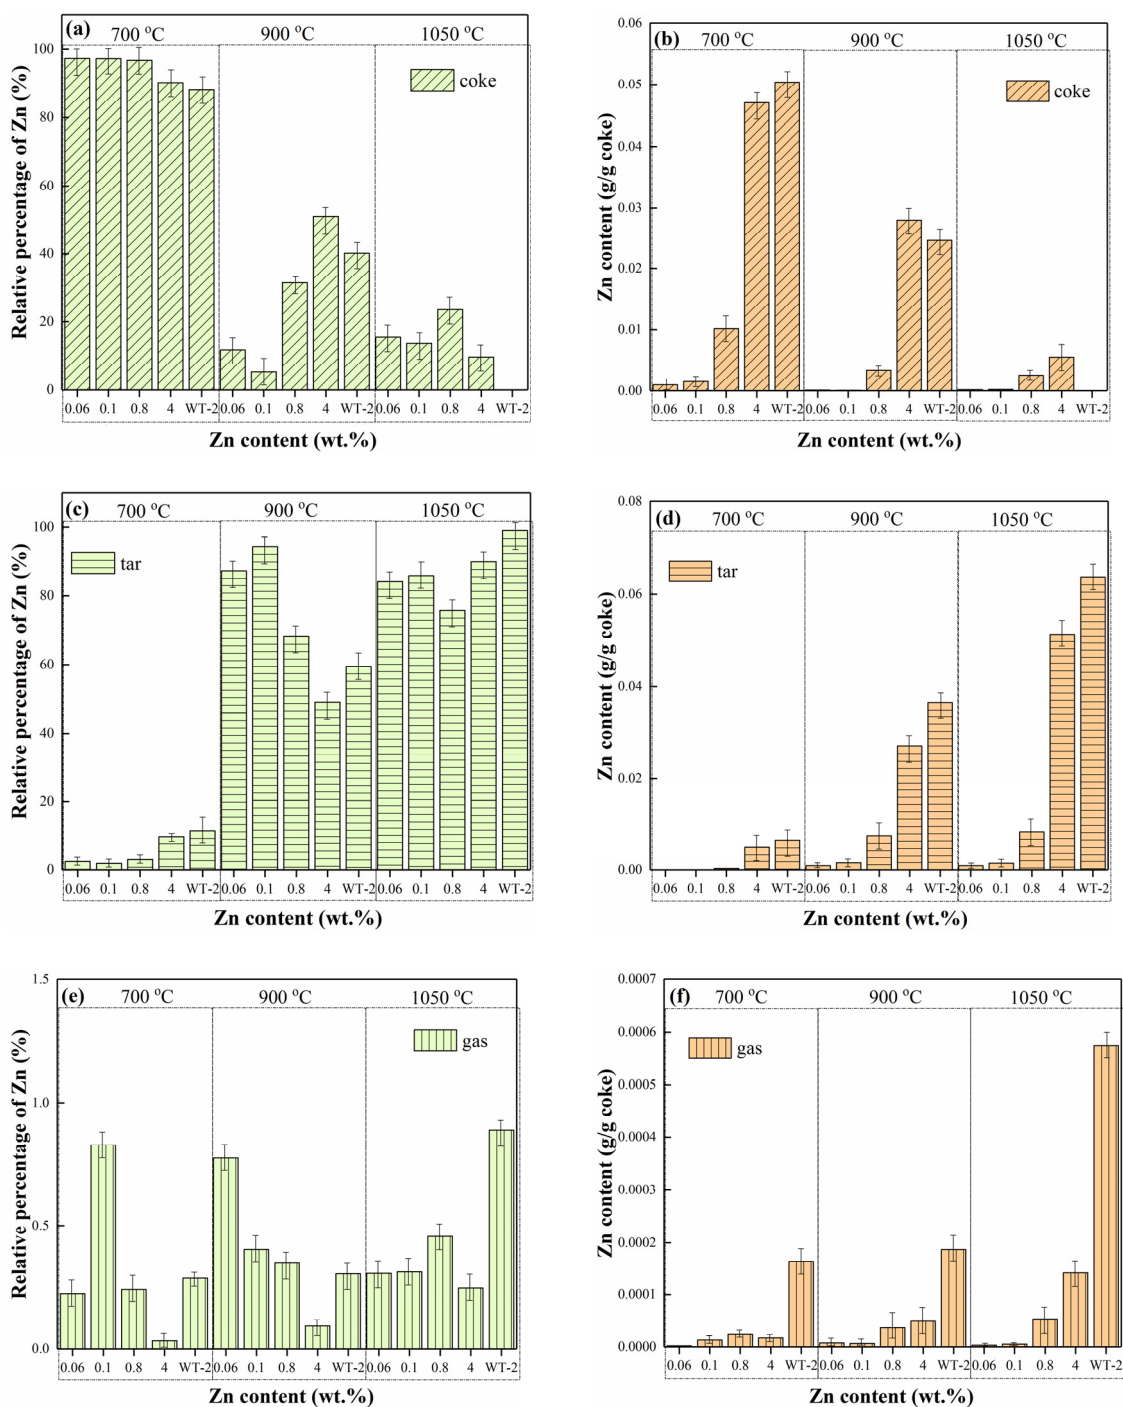 (a)
700 °C
900 °C
1050 °C
coke
Relative percentage of Zn (%)
100
80
60
40
20
0
0.06 0.1 0.8 4 WT-2 0.06 0.1 0.8 4 WT-2 0.06 0.1 0.8 4 WT-2
Zn content (wt.%)
(b)
700 °C
900 °C
1050 °C
coke
Zn content (g/g coke)
0.06
0.05
0.04
0.03
0.02
0.01
0.00
0.06 0.1 0.8 4 WT-2 0.06 0.1 0.8 4 WT-2 0.06 0.1 0.8 4 WT-2
Zn content (wt.%)
(c)
700 °C
900 °C
1050 °C
tar
Relative percentage of Zn (%)
100
80
60
40
20
0
0.06 0.1 0.8 4 WT-2 0.06 0.1 0.8 4 WT-2 0.06 0.1 0.8 4 WT-2
Zn content (wt.%)
(d)
700 °C
900 °C
1050 °C
tar
Zn content (g/g coke)
0.08
0.06
0.04
0.02
0.00
0.06 0.1 0.8 4 WT-2 0.06 0.1 0.8 4 WT-2 0.06 0.1 0.8 4 WT-2
Zn content (wt.%)
(e)
700 °C
900 °C
1050 °C
gas
Relative percentage of Zn (%)
1.5
1.0
0.5
0.0
0.06 0.1 0.8 4 WT-2 0.06 0.1 0.8 4 WT-2 0.06 0.1 0.8 4 WT-2
Zn content (wt.%)
(f)
700 °C
900 °C
1050 °C
gas
Zn content (g/g coke)
0.0007
0.0006
0.0005
0.0004
0.0003
0.0002
0.0001
0.0000
0.06 0.1 0.8 4 WT-2 0.06 0.1 0.8 4 WT-2 0.06 0.1 0.8 4 WT-2
Zn content (wt.%)